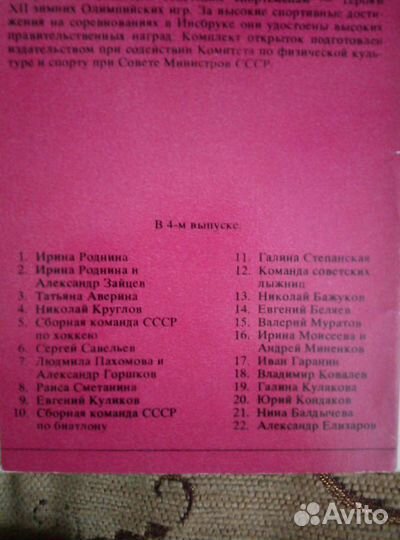 XII зимних Олимпийских игр. За высокие спортивные дости-
жения на соревнованиях в Инсбруке они удостоены высоких
правительственных наград. Комплект открыток подготовлен
издательством при содействии Комитета по физической куль-
туре и спорту при Совете Министров СССР.
В 4-м выпуске:
1. Ирина Роднина
2. Ирина Роднина и
Александр Зайцев
3. Татьяна Аверина
4. Николай Круглов
5. Сборная команда СССР
по хоккею
6. Сергей Савельев
7. Людмила Пахомова и
Александр Горшков
8. Раиса Сметанина
9. Евгений Куликов
10. Сборная команда СССР
по биатлону
11. Галина Степанская
12. Команда советских
лыжниц
13. Николай Бажуков
14. Евгений Беляев
15. Валерий Муратов
16. Ирина Моисеева и
Андрей Миненков
17. Иван Гаранин
18. Владимир Ковалев
19. Галина Кулакова
20. Юрий Кондаков
21. Нина Балдычева
22. Александр Елизаров
Avito